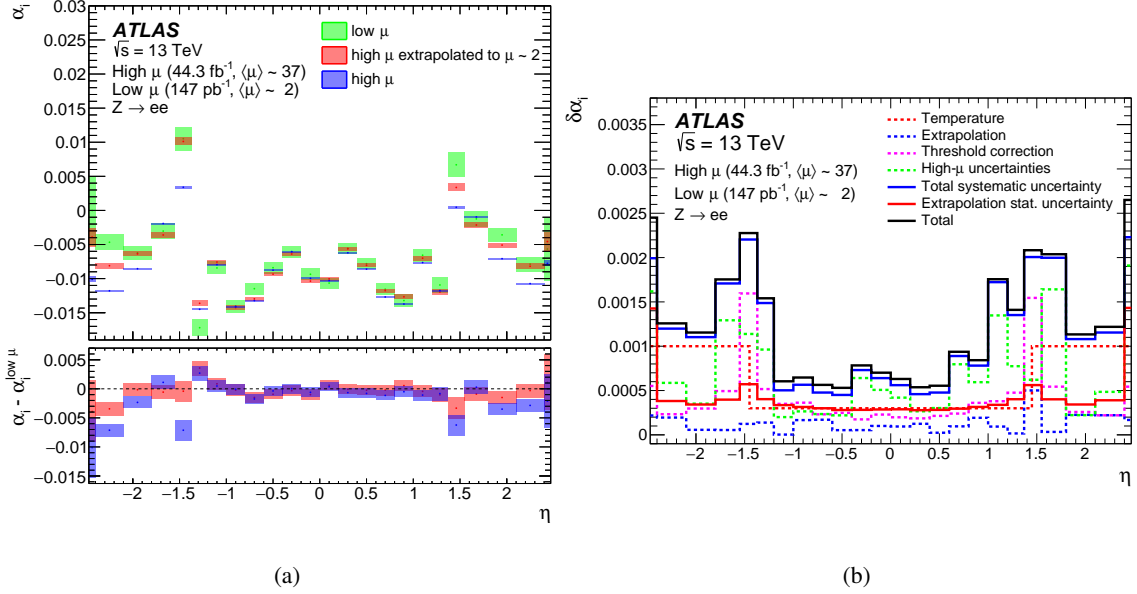 α_i
0.03
0.025
0.02
0.015
0.01
0.005
0
−0.005
−0.01
−0.015
ATLAS
√s = 13 TeV
High μ (44.3 fb⁻¹, ⟨μ⟩ ~ 37)
Low μ (147 pb⁻¹, ⟨μ⟩ ~ 2)
Z → ee
low μ
high μ extrapolated to μ ~ 2
high μ
α_i - α_i^low μ
0.005
0
−0.005
−0.01
−0.015
−2 −1.5 −1 −0.5 0 0.5 1 1.5 2
η
(a)
δα_i
0.0035
0.003
0.0025
0.002
0.0015
0.001
0.0005
0
ATLAS
√s = 13 TeV
High μ (44.3 fb⁻¹, ⟨μ⟩ ~ 37)
Low μ (147 pb⁻¹, ⟨μ⟩ ~ 2)
Z → ee
Temperature
Extrapolation
Threshold correction
High-μ uncertainties
Total systematic uncertainty
Extrapolation stat. uncertainty
Total
−2 −1.5 −1 −0.5 0 0.5 1 1.5 2
η
(b)